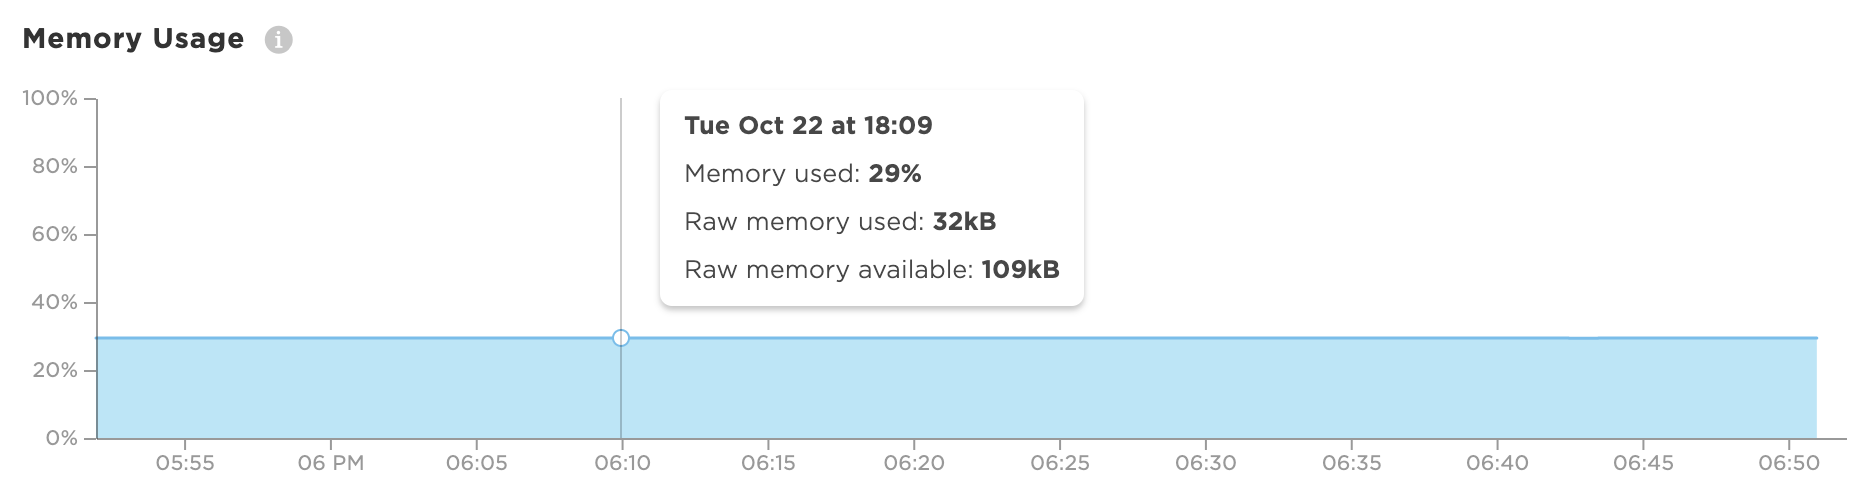 Memory Usage i
100%
Tue Oct 22 at 18:09
80%
Memory used: 29%
Raw memory used: 32kB
60%
Raw memory available: 109kB
40%
20%
0%
05:55 06 PM 06:05 06:10 06:15 06:20 06:25 06:30 06:35 06:40 06:45 06:50